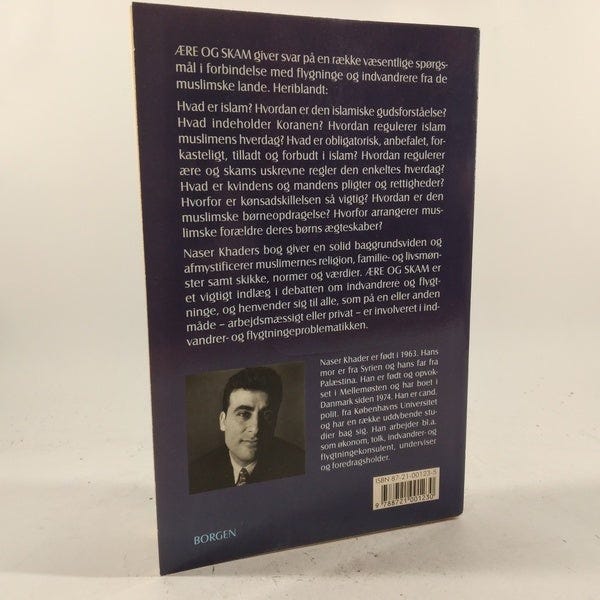 ÆRE OG SKAM giver svar på en række væsentlige spørgs-
mål i forbindelse med flygninge og indvandrere fra de
muslimske lande. Heriblandt:
Hvad er islam? Hvordan er den islamiske gudsforståelse?
Hvad indeholder Koranen? Hvordan regulerer islam
muslimens hverdag? Hvad er obligatorisk, anbefalet, for-
kasteligt, tilladt og forbudt i islam? Hvordan regulerer
ære og skams uskrevne regler den enkeltes hverdag?
Hvad er kvindens og mandens pligter og rettigheder?
Hvorfor er kønsadskillelsen så vigtig? Hvordan er den
muslimske børneopdragelse? Hvorfor arrangerer mus-
limske forældre deres børns ægteskaber?
Naser Khaders bog giver en solid baggrundsviden og
afmystificerer muslimernes religion, familie- og livsmøn-
ster samt skikke, normer og værdier. ÆRE OG SKAM er
et vigtigt indlæg i debatten om indvandrere og flygt-
ninge, og henvender sig til alle, som på en eller anden
måde – arbejdsmæssigt eller privat – er involveret i ind-
vandrer- og flygtningeproblematikken.
Naser Khader er født i 1963. Hans
mor er fra Syrien og hans far fra
Palæstina. Han er født og opvok-
set i Mellemøsten og har boet i
Danmark siden 1974. Han er cand.
polit. fra Københavns Universitet
og har en række uddybende stu-
dier bag sig. Han arbejder bl.a.
som økonom, tolk, indvandrer- og
flygtningekonsulent, underviser
og foredragsholder.
ISBN 87-21-00123-5
9 788721 001230
BORGEN